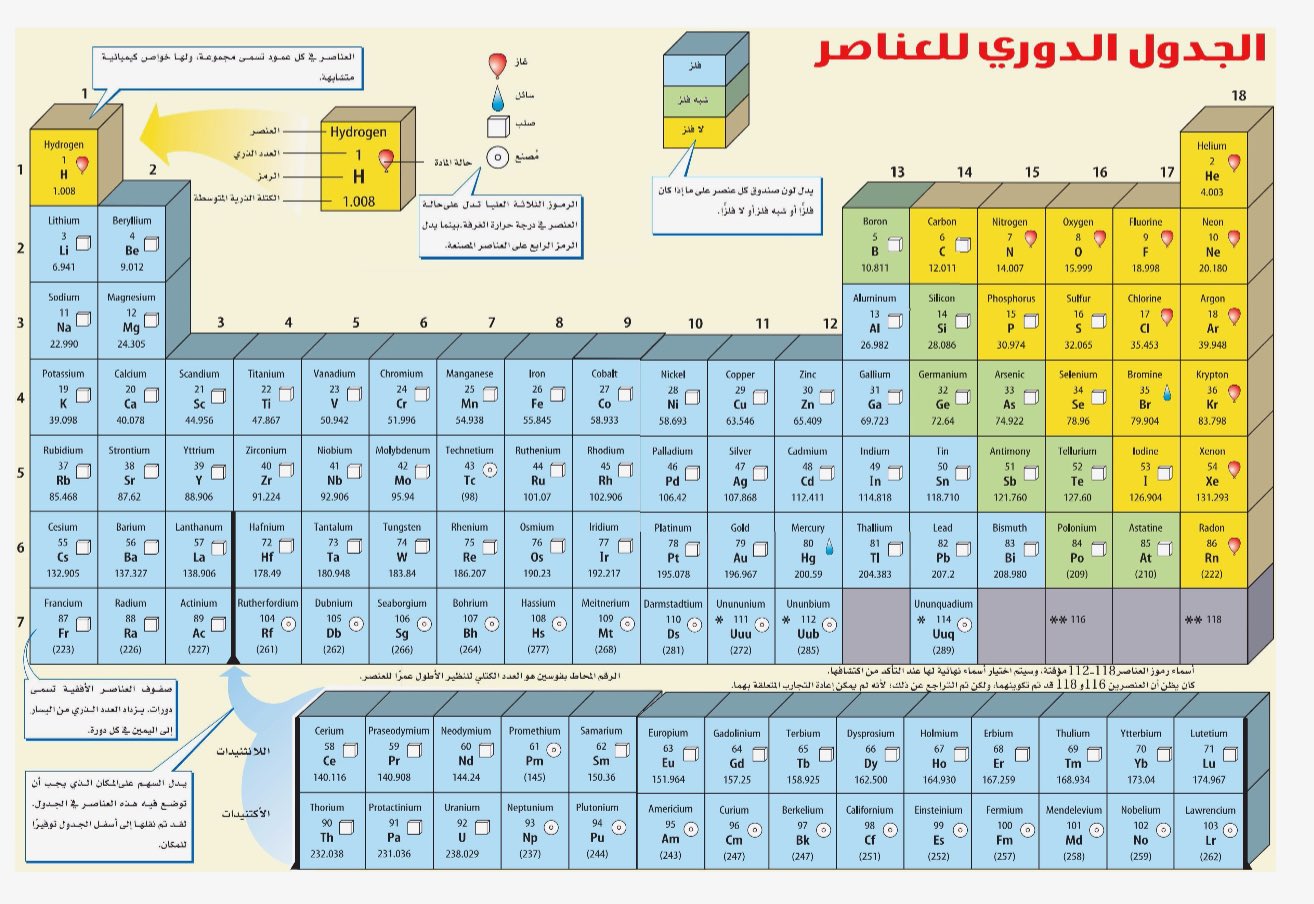 الجدول الدوري للعناصر
العناصر في كل عمود تسمى مجموعة، ولها خواص كيميائية
متشابهة.
غاز
سائل
صلب
مُصنع
فلز
شبه فلز
لا فلز
العنصر
العدد الذري
الرمز
الكتلة الذرية المتوسطة
حالة المادة
Hydrogen
1
H
1.008
الرموز الثلاثة العليا تدل على حالة
العنصر في درجة حرارة الغرفة، بينما يدل
الرمز الرابع على العناصر المصنعة.
يدل لون صندوق كل عنصر على ما إذا كان
فلزًّا أو شبه فلز أو لا فلزًّا.
1 2 3 4 5 6 7 8 9 10 11 12 13 14 15 16 17 18
1
Hydrogen Helium
1 2
H He
1.008 4.003
2
Lithium Beryllium Boron Carbon Nitrogen Oxygen Fluorine Neon
3 4 5 6 7 8 9 10
Li Be B C N O F Ne
6.941 9.012 10.811 12.011 14.007 15.999 18.998 20.180
3
Sodium Magnesium Aluminum Silicon Phosphorus Sulfur Chlorine Argon
11 12 13 14 15 16 17 18
Na Mg Al Si P S Cl Ar
22.990 24.305 26.982 28.086 30.974 32.065 35.453 39.948
4
Potassium Calcium Scandium Titanium Vanadium Chromium Manganese Iron Cobalt Nickel Copper Zinc Gallium Germanium Arsenic Selenium Bromine Krypton
19 20 21 22 23 24 25 26 27 28 29 30 31 32 33 34 35 36
K Ca Sc Ti V Cr Mn Fe Co Ni Cu Zn Ga Ge As Se Br Kr
39.098 40.078 44.956 47.867 50.942 51.996 54.938 55.845 58.933 58.693 63.546 65.409 69.723 72.64 74.922 78.96 79.904 83.798
5
Rubidium Strontium Yttrium Zirconium Niobium Molybdenum Technetium Ruthenium Rhodium Palladium Silver Cadmium Indium Tin Antimony Tellurium Iodine Xenon
37 38 39 40 41 42 43 44 45 46 47 48 49 50 51 52 53 54
Rb Sr Y Zr Nb Mo Tc Ru Rh Pd Ag Cd In Sn Sb Te I Xe
85.468 87.62 88.906 91.224 92.906 95.94 (98) 101.07 102.906 106.42 107.868 112.411 114.818 118.710 121.760 127.60 126.904 131.293
6
Cesium Barium Lanthanum Hafnium Tantalum Tungsten Rhenium Osmium Iridium Platinum Gold Mercury Thallium Lead Bismuth Polonium Astatine Radon
55 56 57 72 73 74 75 76 77 78 79 80 81 82 83 84 85 86
Cs Ba La Hf Ta W Re Os Ir Pt Au Hg Tl Pb Bi Po At Rn
132.905 137.327 138.906 178.49 180.948 183.84 186.207 190.23 192.217 195.078 196.967 200.59 204.383 207.2 208.980 (209) (210) (222)
7
Francium Radium Actinium Rutherfordium Dubnium Seaborgium Bohrium Hassium Meitnerium Darmstadtium Unununium Ununbium Ununquadium
87 88 89 104 105 106 107 108 109 110 * 111 * 112 * 114 ** 116 ** 118
Fr Ra Ac Rf Db Sg Bh Hs Mt Ds Uuu Uub Uuq
(223) (226) (227) (261) (262) (266) (264) (277) (268) (281) (272) (285) (289)
أسماء رموز العناصر 118-112 مؤقتة، وسيتم اختيار أسماء نهائية لها عند التأكد من اكتشافها.
الرقم المحاط بقوسين هو العدد الكتلي للنظير الأطول عمرًا للعنصر.
كان يظن أن العنصرين 116 و 118 قد تم تكوينهما، ولكن تم التراجع عن ذلك؛ لأنه لم يمكن إعادة التجارب المتعلقة بهما.
صفوف العناصر الأفقية تسمى
دورات. يزداد العدد الذري من اليسار
إلى اليمين في كل دورة.
يدل السهم على المكان الذي يجب أن
توضع فيه هذه العناصر في الجدول.
لقد تم نقلها إلى أسفل الجدول توفيرًا
للمكان.
اللانثنيدات
Cerium Praseodymium Neodymium Promethium Samarium Europium Gadolinium Terbium Dysprosium Holmium Erbium Thulium Ytterbium Lutetium
58 59 60 61 62 63 64 65 66 67 68 69 70 71
Ce Pr Nd Pm Sm Eu Gd Tb Dy Ho Er Tm Yb Lu
140.116 140.908 144.24 (145) 150.36 151.964 157.25 158.925 162.500 164.930 167.259 168.934 173.04 174.967
الأكتنيدات
Thorium Protactinium Uranium Neptunium Plutonium Americium Curium Berkelium Californium Einsteinium Fermium Mendelevium Nobelium Lawrencium
90 91 92 93 94 95 96 97 98 99 100 101 102 103
Th Pa U Np Pu Am Cm Bk Cf Es Fm Md No Lr
232.038 231.036 238.029 (237) (244) (243) (247) (247) (251) (252) (257) (258) (259) (262)